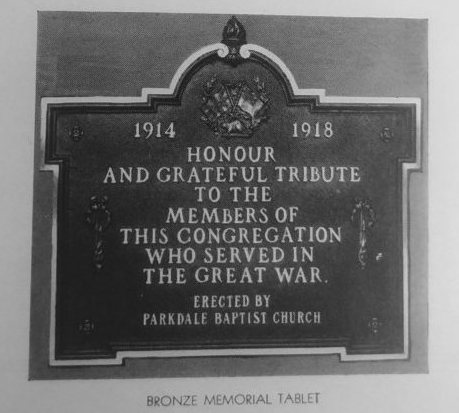 1914 1918
HONOUR
AND GRATEFUL TRIBUTE
TO THE
MEMBERS OF
THIS CONGREGATION
WHO SERVED IN
THE GREAT WAR.
ERECTED BY
PARKDALE BAPTIST CHURCH
BRONZE MEMORIAL TABLET